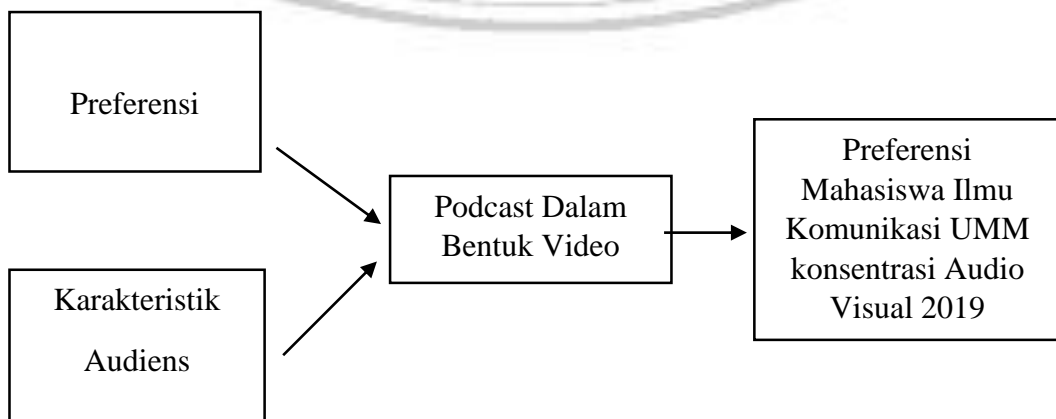 Preferensi
Karakteristik
Audiens
Podcast Dalam
Bentuk Video
Preferensi
Mahasiswa Ilmu
Komunikasi UMM
konsentrasi Audio
Visual 2019